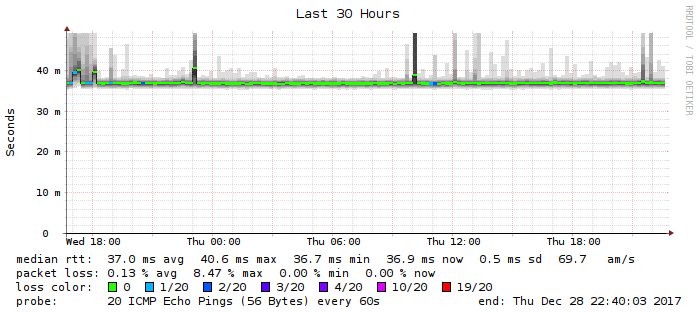 Last 30 Hours
RRDTOOL / TOBI OETIKER
Seconds
40 m
30 m
20 m
10 m
0
Wed 18:00 Thu 00:00 Thu 06:00 Thu 12:00 Thu 18:00
median rtt: 37.0 ms avg 40.6 ms max 36.7 ms min 36.9 ms now 0.5 ms sd 69.7 am/s
packet loss: 0.13 % avg 8.47 % max 0.00 % min 0.00 % now
loss color: 0 1/20 2/20 3/20 4/20 10/20 19/20
probe: 20 ICMP Echo Pings (56 Bytes) every 60s end: Thu Dec 28 22:40:03 2017